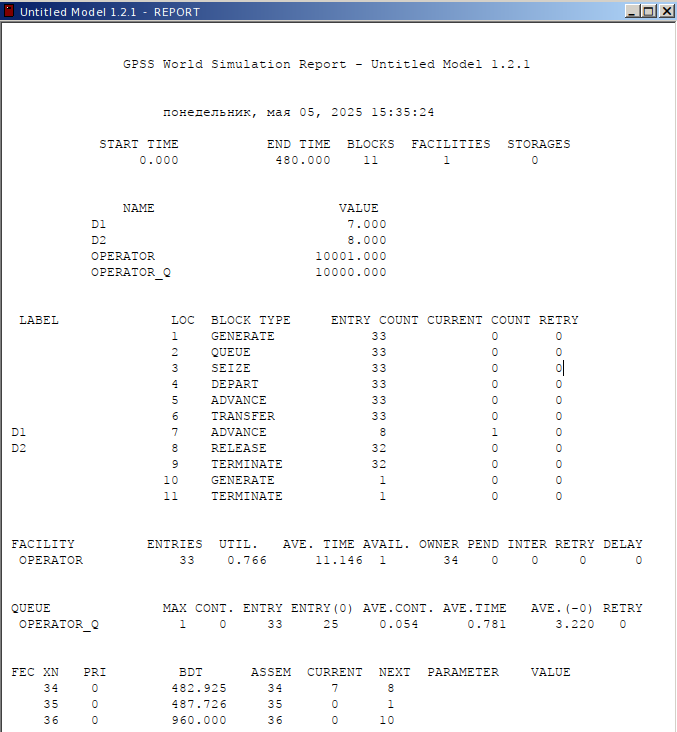 Untitled Model 1.2.1 - REPORT
GPSS World Simulation Report - Untitled Model 1.2.1
понедельник, мая 05, 2025 15:35:24
START TIME END TIME BLOCKS FACILITIES STORAGES
0.000 480.000 11 1 0
NAME VALUE
D1 7.000
D2 8.000
OPERATOR 10001.000
OPERATOR_Q 10000.000
LABEL LOC BLOCK TYPE ENTRY COUNT CURRENT COUNT RETRY
1 GENERATE 33 0 0
2 QUEUE 33 0 0
3 SEIZE 33 0 0
4 DEPART 33 0 0
5 ADVANCE 33 0 0
6 TRANSFER 33 0 0
D1 7 ADVANCE 8 1 0
D2 8 RELEASE 32 0 0
9 TERMINATE 32 0 0
10 GENERATE 1 0 0
11 TERMINATE 1 0 0
FACILITY ENTRIES UTIL. AVE. TIME AVAIL. OWNER PEND INTER RETRY DELAY
OPERATOR 33 0.766 11.146 1 34 0 0 0 0
QUEUE MAX CONT. ENTRY ENTRY(0) AVE.CONT. AVE.TIME AVE.(-0) RETRY
OPERATOR_Q 1 0 33 25 0.054 0.781 3.220 0
FEC XN PRI BDT ASSEM CURRENT NEXT PARAMETER VALUE
34 0 482.925 34 7 8
35 0 487.726 35 0 1
36 0 960.000 36 0 10